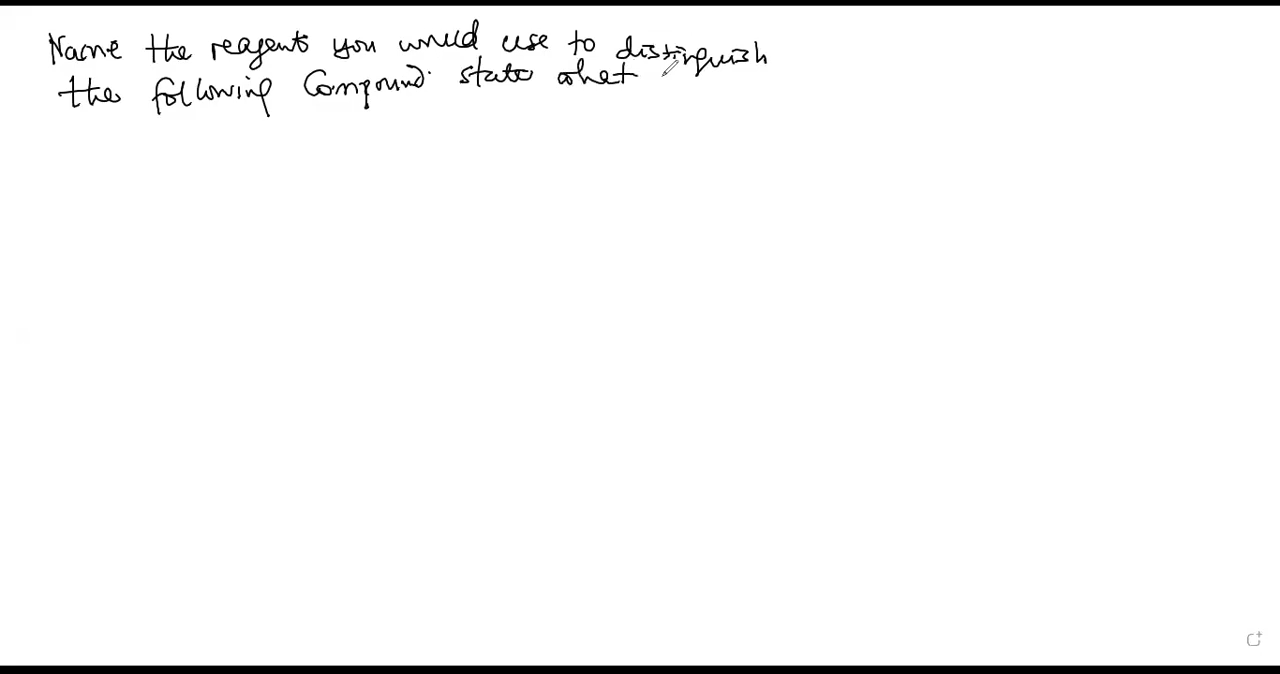 Name the reagents you would use to distinguish
the following Compound. state what